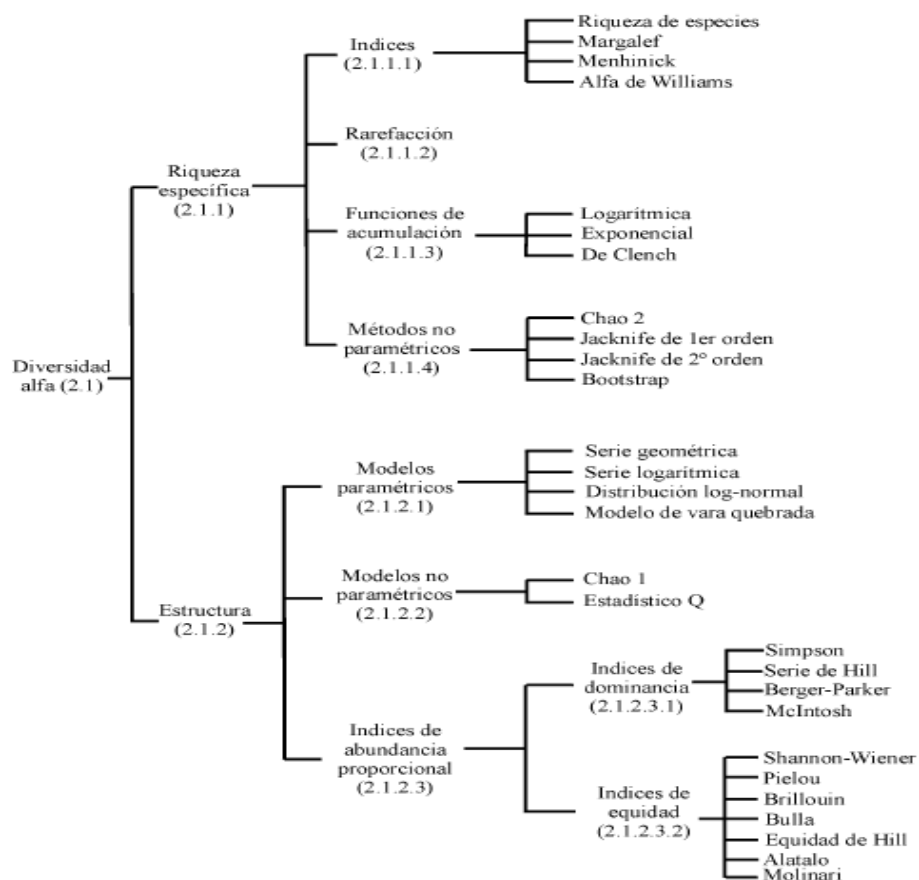 Diversidad
alfa (2.1)
Riqueza
específica
(2.1.1)
Indices
(2.1.1.1)
Riqueza de especies
Margalef
Menhinick
Alfa de Williams
Rarefacción
(2.1.1.2)
Funciones de
acumulación
(2.1.1.3)
Logarítmica
Exponencial
De Clench
Métodos no
paramétricos
(2.1.1.4)
Chao 2
Jacknife de 1er orden
Jacknife de 2º orden
Bootstrap
Estructura
(2.1.2)
Modelos
paramétricos
(2.1.2.1)
Serie geométrica
Serie logarítmica
Distribución log-normal
Modelo de vara quebrada
Modelos no
paramétricos
(2.1.2.2)
Chao 1
Estadístico Q
Indices de
abundancia
proporcional
(2.1.2.3)
Indices de
dominancia
(2.1.2.3.1)
Simpson
Serie de Hill
Berger-Parker
McIntosh
Indices de
equidad
(2.1.2.3.2)
Shannon-Wiener
Pielou
Brillouin
Bulla
Equidad de Hill
Alatalo
Molinari